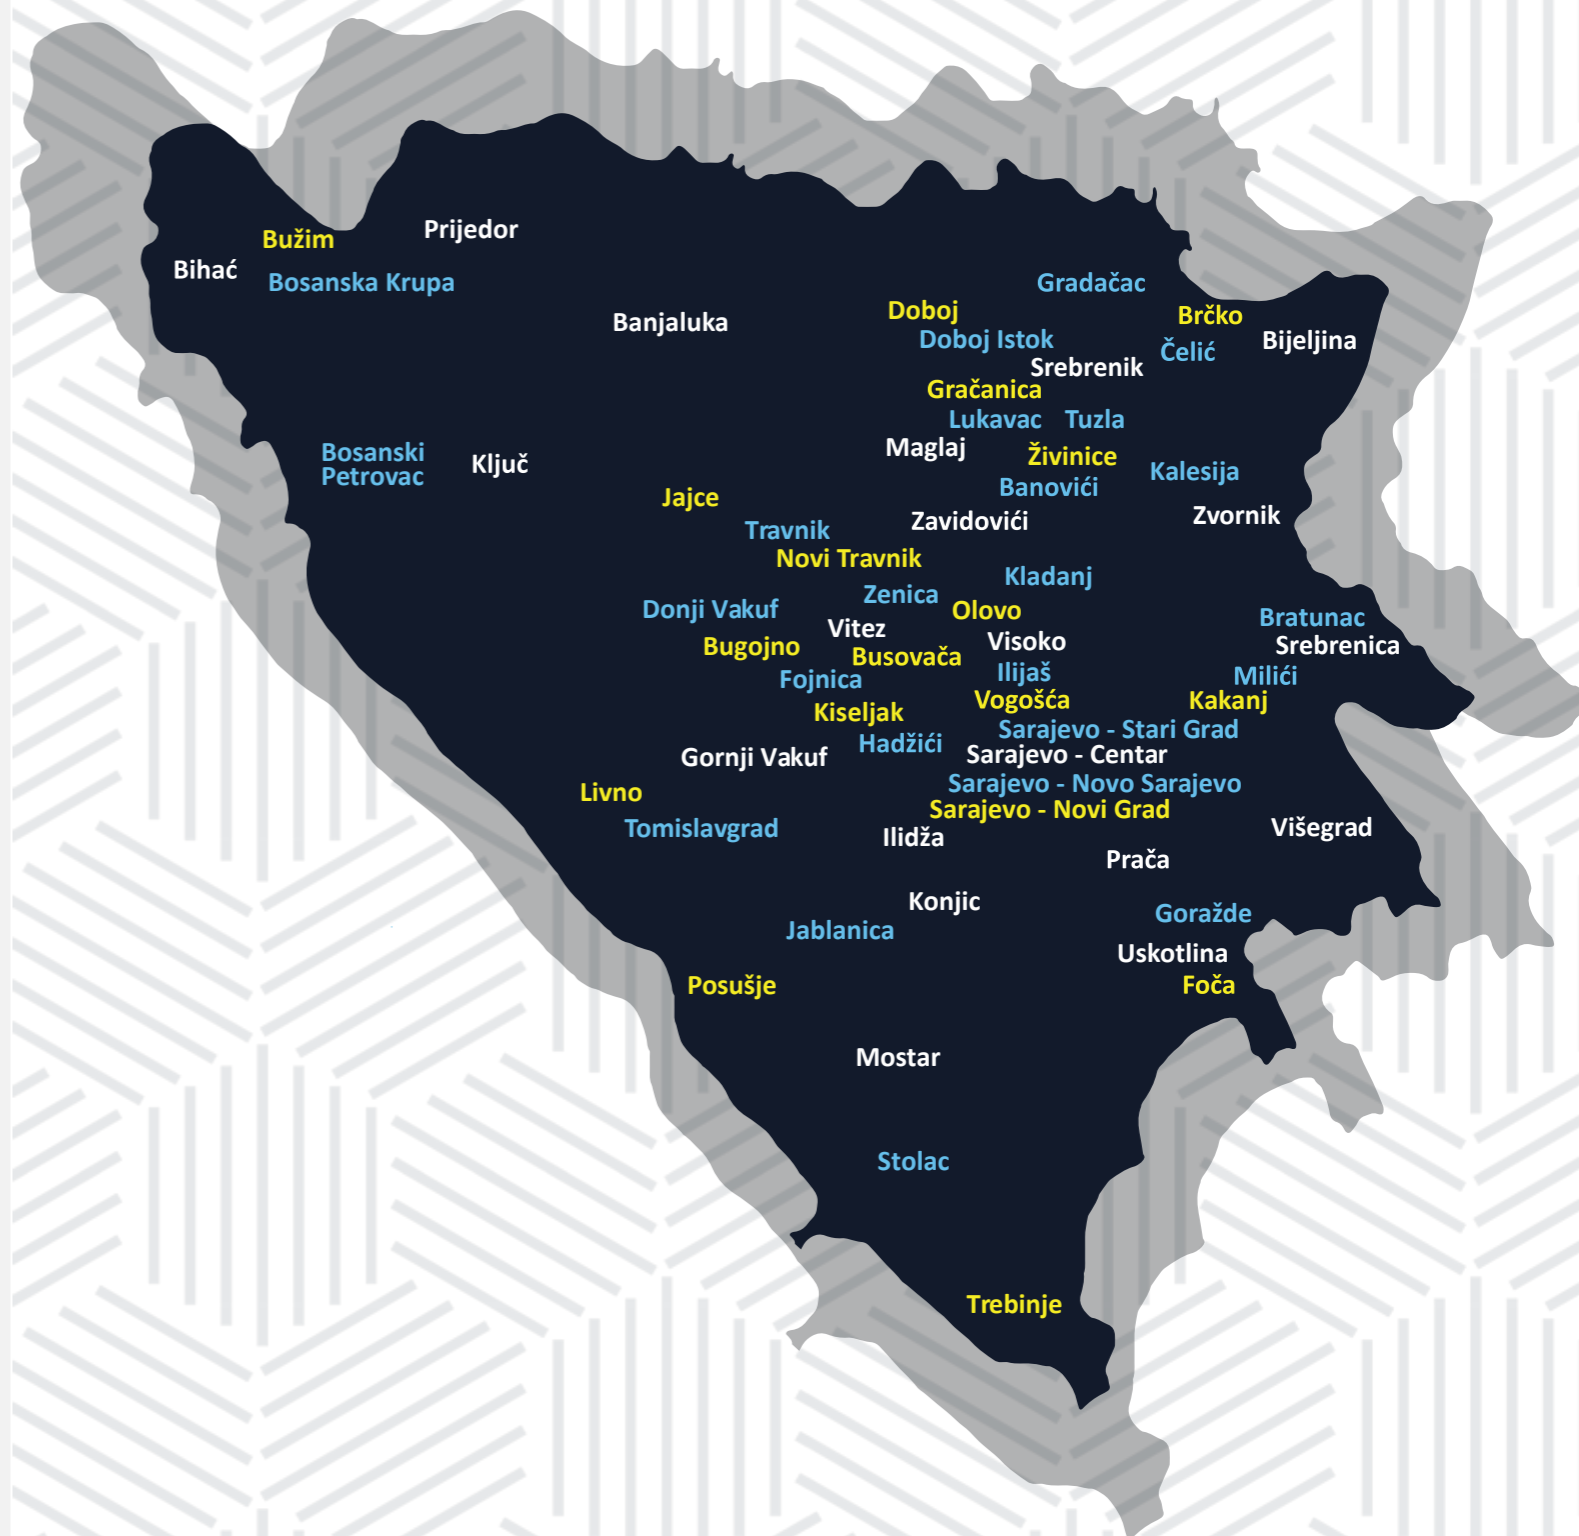 Prijedor
Bužim
Bihać
Bosanska Krupa
Gradačac
Doboj
Brčko
Banjaluka
Doboj Istok
Bijeljina
Čelić
Srebrenik
Gračanica
Lukavac
Tuzla
Maglaj
Bosanski
Petrovac
Živinice
Ključ
Kalesija
Banovići
Jajce
Zvornik
Zavidovići
Travnik
Novi Travnik
Kladanj
Zenica
Donji Vakuf
Olovo
Bratunac
Vitez
Visoko
Srebrenica
Bugojno
Busovača
Ilijaš
Milići
Fojnica
Vogošća
Kakanj
Kiseljak
Sarajevo - Stari Grad
Hadžići
Sarajevo - Centar
Gornji Vakuf
Sarajevo - Novo Sarajevo
Livno
Sarajevo - Novi Grad
Tomislavgrad
Višegrad
Ilidža
Prača
Konjic
Goražde
Jablanica
Uskotlina
Posušje
Foča
Mostar
Stolac
Trebinje